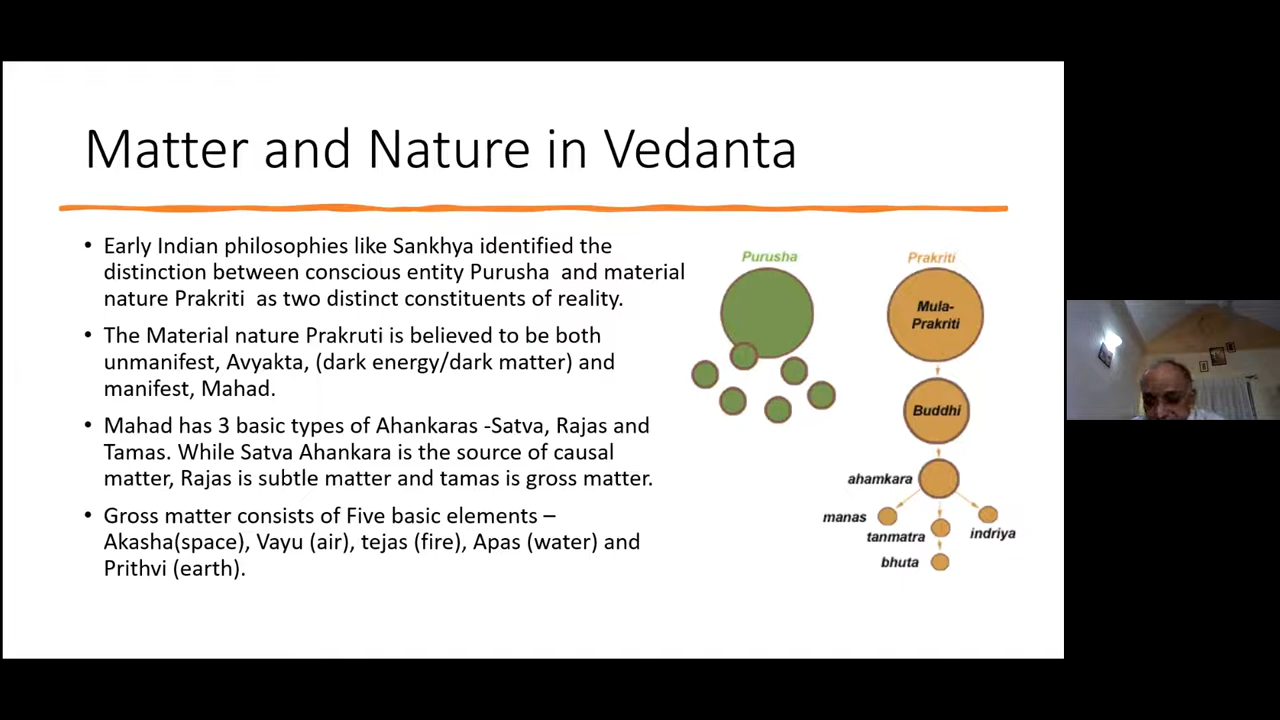 Matter and Nature in Vedanta
• Early Indian philosophies like Sankhya identified the
distinction between conscious entity Purusha and material
nature Prakriti as two distinct constituents of reality.
• The Material nature Prakruti is believed to be both
unmanifest, Avyakta, (dark energy/dark matter) and
manifest, Mahad.
• Mahad has 3 basic types of Ahankaras -Satva, Rajas and
Tamas. While Satva Ahankara is the source of causal
matter, Rajas is subtle matter and tamas is gross matter.
• Gross matter consists of Five basic elements –
Akasha(space), Vayu (air), tejas (fire), Apas (water) and
Prithvi (earth).
Purusha
Prakriti
Mula-
Prakriti
Buddhi
ahamkara
manas
tanmatra
indriya
bhuta